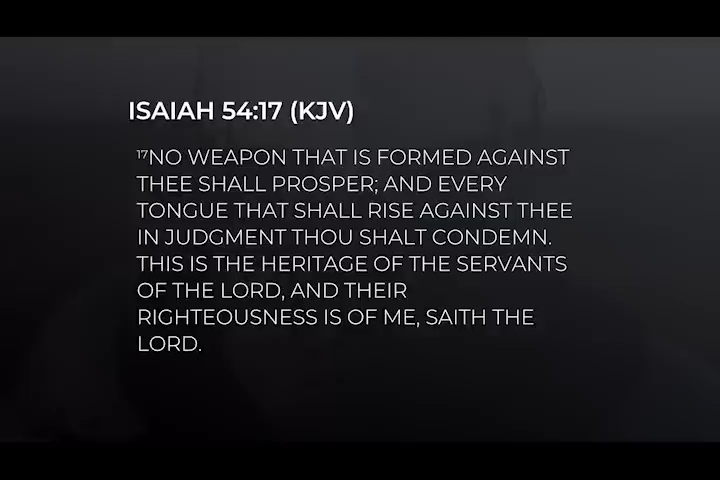 ISAIAH 54:17 (KJV)
17NO WEAPON THAT IS FORMED AGAINST
THEE SHALL PROSPER; AND EVERY
TONGUE THAT SHALL RISE AGAINST THEE
IN JUDGMENT THOU SHALT CONDEMN.
THIS IS THE HERITAGE OF THE SERVANTS
OF THE LORD, AND THEIR
RIGHTEOUSNESS IS OF ME, SAITH THE
LORD.